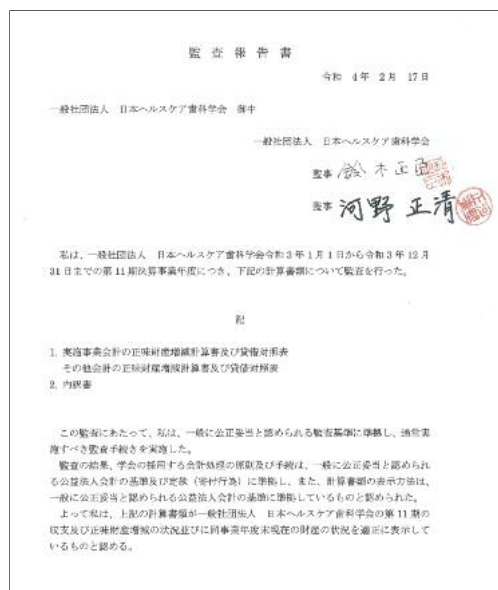 監査報告書
令和 4年 2月 17日
一般社団法人 日本ヘルスケア歯科学会 御中
一般社団法人 日本ヘルスケア歯科学会
監事 鈴木正臣
監事 河野正清
私は、一般社団法人 日本ヘルスケア歯科学会令和3年1月1日から令和3年12月
31日までの第11期決算事業年度につき、下記の計算書類について監査を行った。
記
1. 実施事業会計の正味財産増減計算書及び貸借対照表
その他会計の正味財産増減計算書及び貸借対照表
2. 内訳書
この監査にあたって、私は、一般に公正妥当と認められる監査基準に準拠し、通常実
施すべき監査手続きを実施した。
監査の結果、学会の採用する会計処理の原則及び手続は、一般に公正妥当と認められ
る公益法人会計の基準及び定款(寄付行為)に準拠し、また、計算書類の表示方法は、
一般に公正妥当と認められる公益法人会計の基準に準拠しているものと認められた。
よって私は、上記の計算書類が一般社団法人 日本ヘルスケア歯科学会の第11期の
収支及び正味財産増減の状況並びに同事業年度末現在の財産の状況を適正に表示して
いるものと認める。